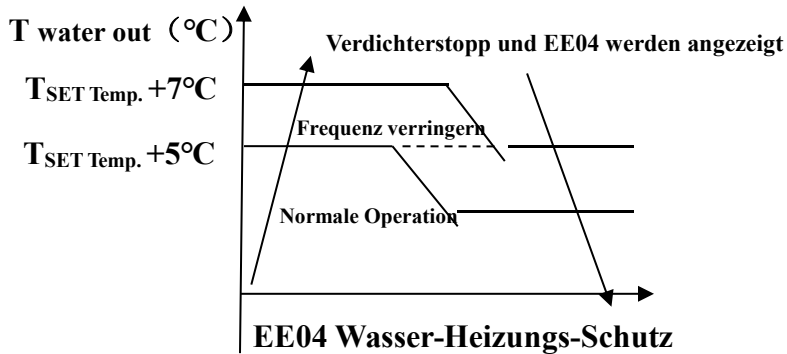 T water out（℃）
Verdichterstopp und EE04 werden angezeigt
TSET Temp. +7℃
Frequenz verringern
TSET Temp. +5℃
Normale Operation
EE04 Wasser-Heizungs-Schutz